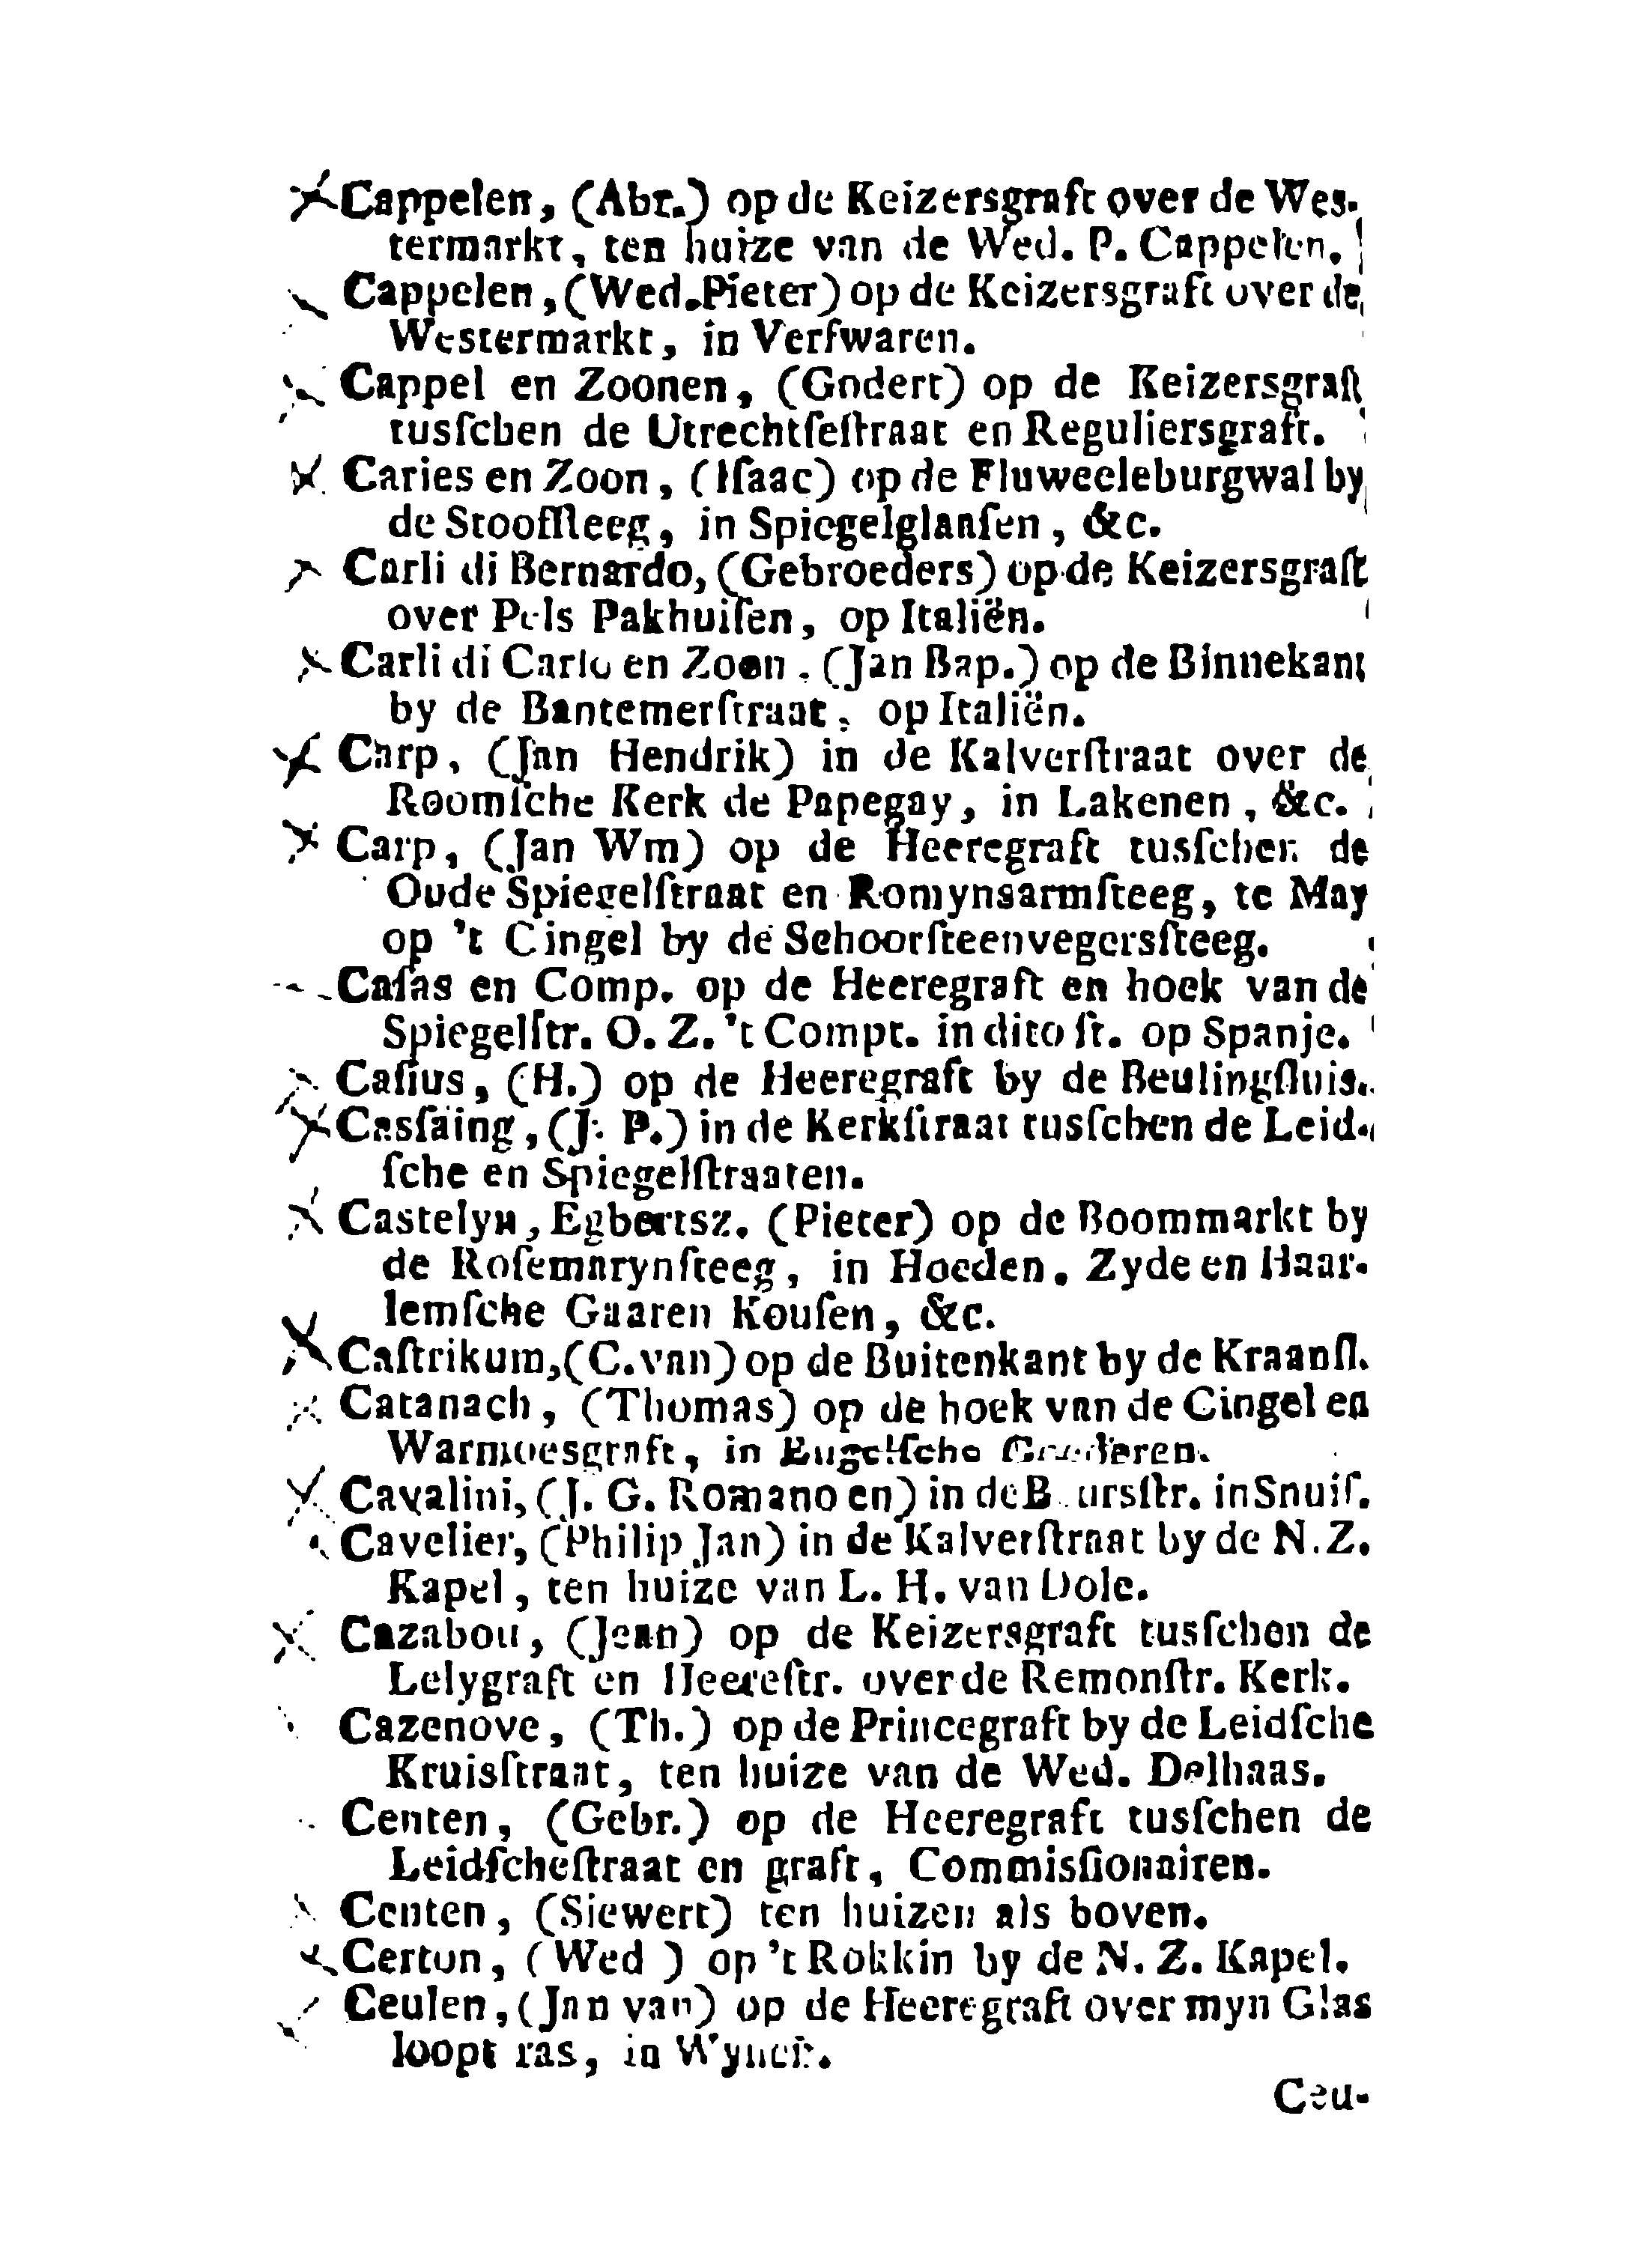 Cappelen, (Abr.) op de Keizersgraft over de Wes-
termarkt, ten huize van de Wed. P. Cappelen.
Cappelen, (Wed. Pieter) op de Keizersgraft over de
Westermarkt, in Verfwaren.
Cappel en Zoonen, (Godert) op de Keizersgraft
tusſchen de Utrechtſeſtraat en Reguliersgraft.
Caries en Zoon, (Iſaac) op de Fluweeleburgwal by
de Stooffteeg, in Spiegelglanſen, &c.
Carli di Bernardo, (Gebroeders) op de Keizersgraft
over Pels Pakhuiſen, op Italiën.
Carli di Carlo en Zoon, (Jan Bap.) op de Binnekant
by de Bantemerſtraat, op Italiën.
Carp, (Jan Hendrik) in de Kalverſtraat over de
Roomſche Kerk de Papegay, in Lakenen, &c.
Carp, (Jan Wm) op de Heeregraft tusſchen de
Oude Spiegelſtraat en Romynsarmſteeg, te May
op 't Cingel by de Schoorſteenvegersſteeg.
Caſas en Comp. op de Heeregraft en hoek van de
Spiegelſtr. O. Z. 't Compt. in dito ſt. op Spanje.
Caſius, (H.) op de Heeregraft by de Beulingſluis.
Casſaing, (J. P.) in de Kerkſtraat tusſchen de Leid-
ſche en Spiegelſtraaten.
Castelyn, Egbertsz. (Pieter) op de Boommarkt by
de Roſemarynſteeg, in Hoeden. Zyde en Haar-
lemſche Gaaren Kouſen, &c.
Caſtrikum, (C. van) op de Buitenkant by de Kraanſl.
Catanach, (Thomas) op de hoek van de Cingel en
Warmoesgraft, in Engelſche Goederen.
Cavalini, (J. G. Romano en) in de Beursſtr. in Snuif.
Cavelier, (Philip Jan) in de Kalverſtraat by de N. Z.
Kapel, ten huize van L. H. van Dole.
Cazabou, (Jean) op de Keizersgraft tusſchen de
Lelygraft en Heereſtr. over de Remonſtr. Kerk.
Cazenove, (Th.) op de Princegraft by de Leidſche
Kruisſtraat, ten huize van de Wed. Delhaas.
Centen, (Gebr.) op de Heeregraft tusſchen de
Leidſcheſtraat en graft, Commisſionairen.
Centen, (Siewert) ten huizen als boven.
Certon, (Wed ) op 't Rokkin by de N. Z. Kapel.
Ceulen, (Jan van) op de Heeregraft over myn Glas
loopt ras, in Wynen.
Ceu-